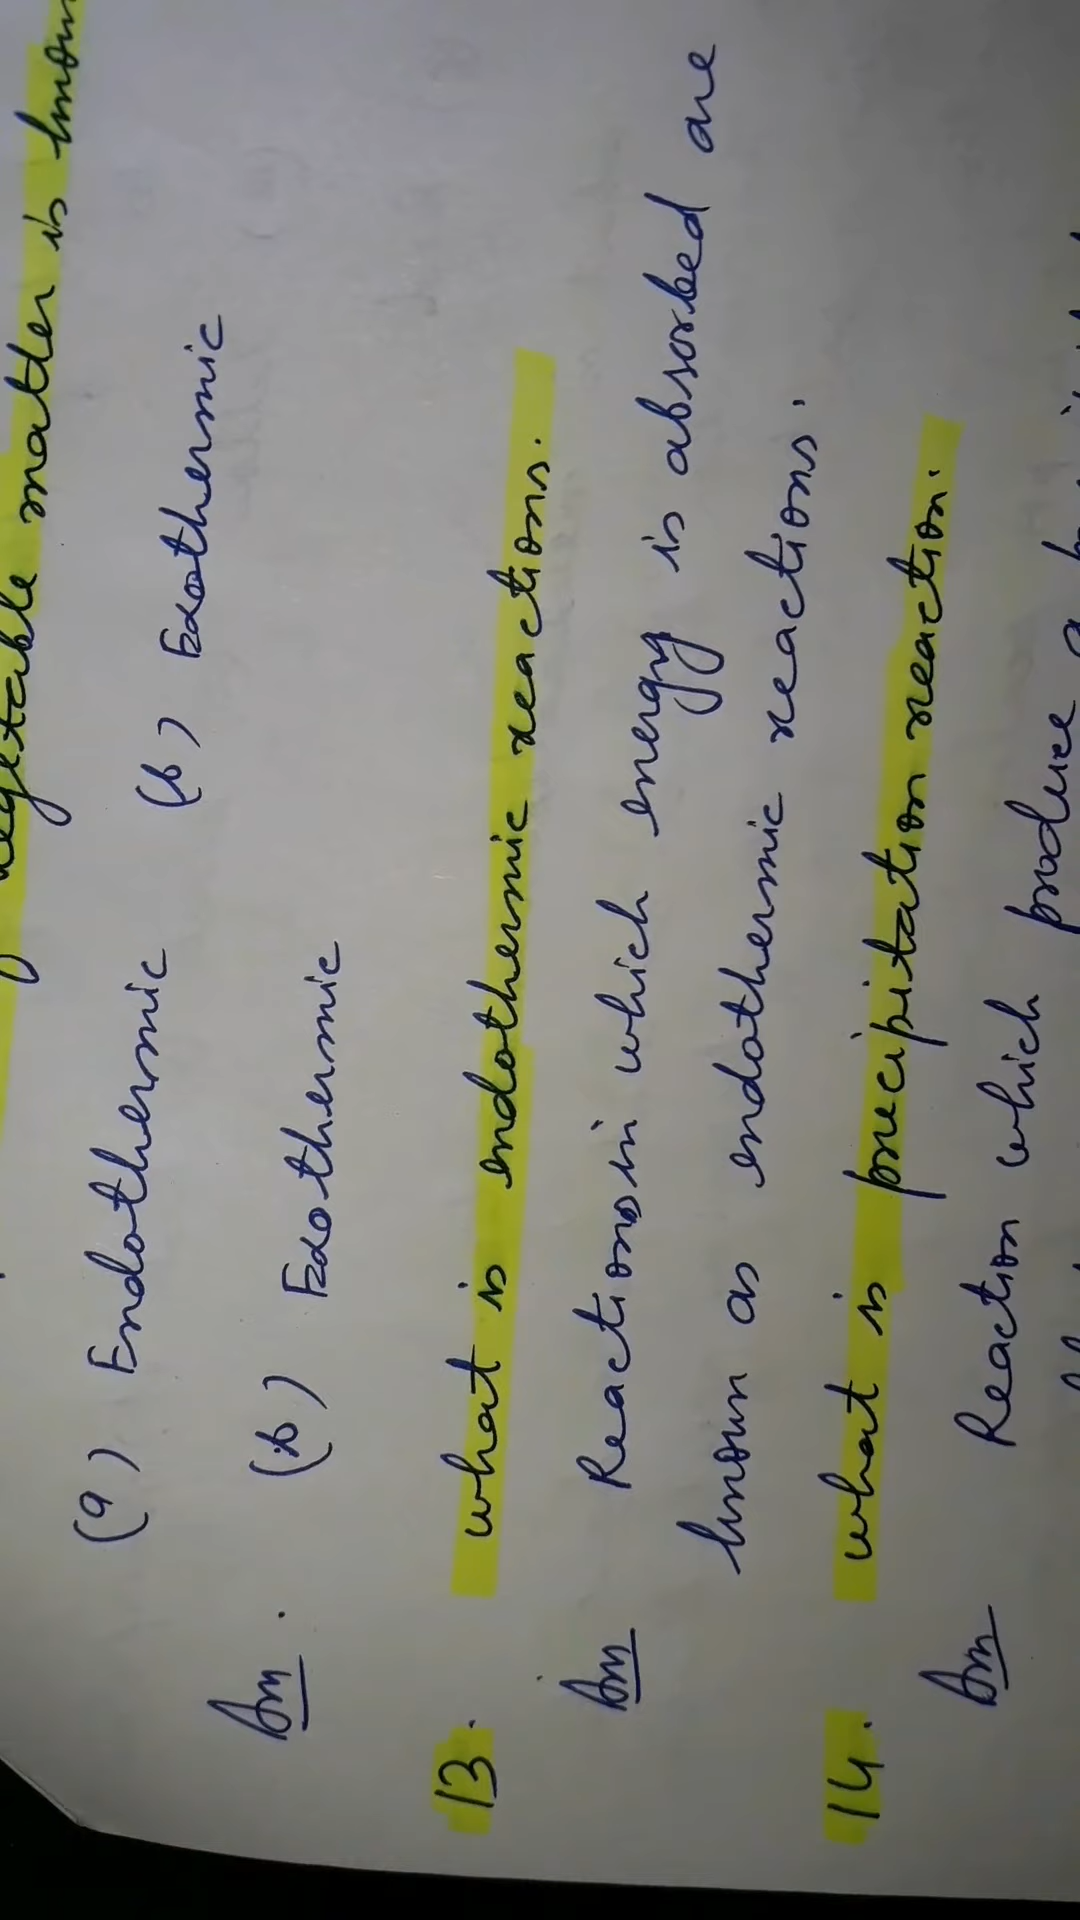 vegetable matter is known
(a) Endothermic (b) Exothermic
Ans. (b) Exothermic
13. what is endothermic reactions.
Ans Reactions in which energy is absorbed are
known as endothermic reactions.
14. what is precipitation reaction.
Ans Reaction which produce a